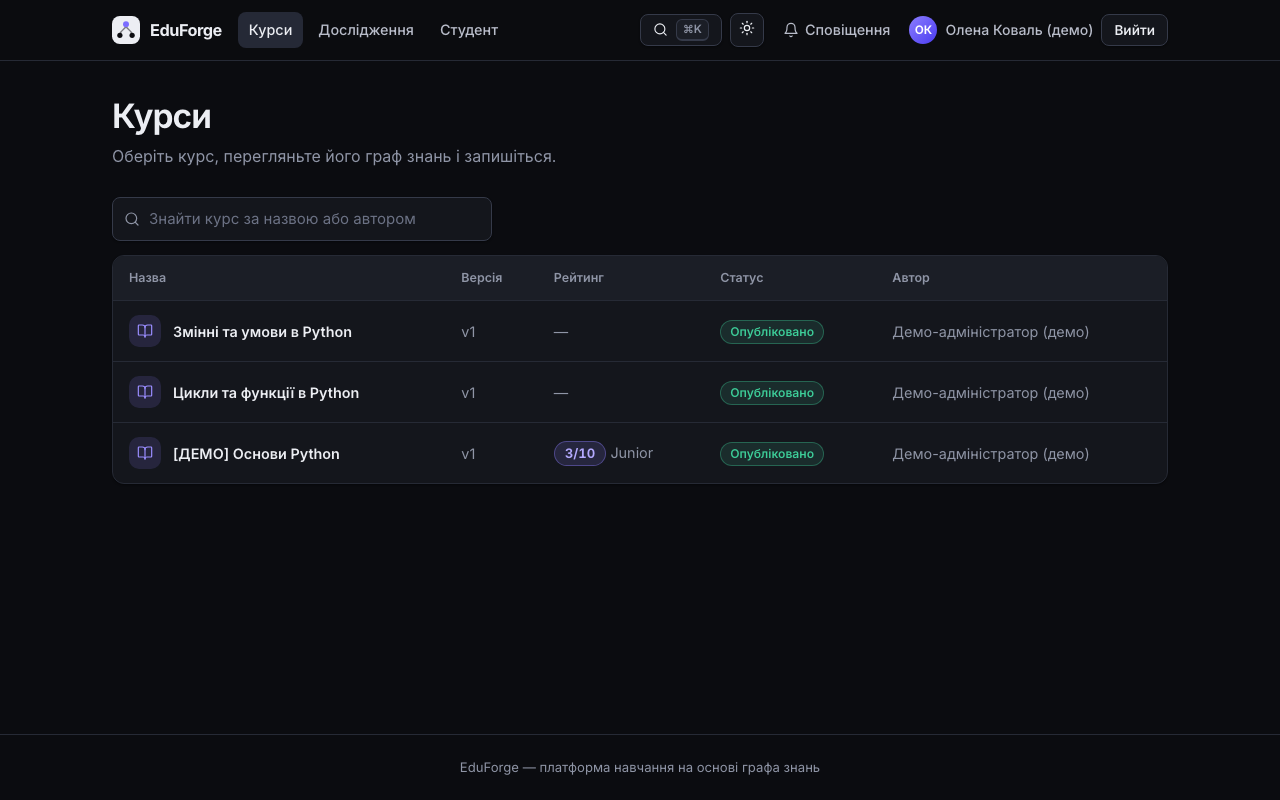 EduForge Курси Дослідження Студент ⌘K Сповіщення ОК Олена Коваль (демо) Выйти
Курси
Оберіть курс, перегляньте його граф знань і запишіться.
Знайти курс за назвою або автором
Назва Версія Рейтинг Статус Автор
Змінні та умови в Python v1 — Опубліковано Демо-адміністратор (демо)
Цикли та функції в Python v1 — Опубліковано Демо-адміністратор (демо)
[ДЕМО] Основи Python v1 3/10 Junior Опубліковано Демо-адміністратор (демо)
EduForge — платформа навчання на основі графа знань